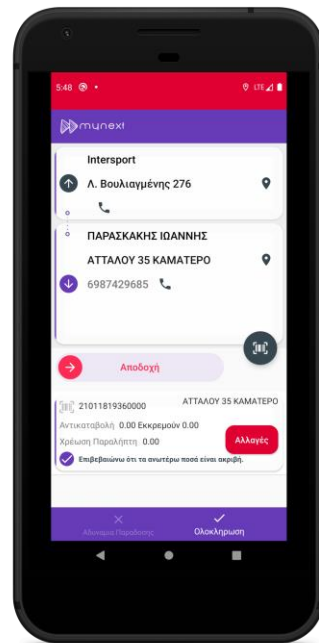 5:48
LTE
mynext
Intersport
Λ. Βουλιαγμένης 276
ΠΑΡΑΣΚΑΚΗΣ ΙΩΑΝΝΗΣ
ΑΤΤΑΛΟΥ 35 ΚΑΜΑΤΕΡΟ
6987429685
Αποδοχή
21011819360000
ΑΤΤΑΛΟΥ 35 ΚΑΜΑΤΕΡΟ
Αντικαταβολή 0.00 Εκκρεμούν 0.00
Χρέωση Παραλήπτη 0.00
Αλλαγές
Επιβεβαιώνω ότι τα ανωτέρω ποσά είναι ακριβή.
Αδυναμία Παράδοσης
Ολοκληρωση